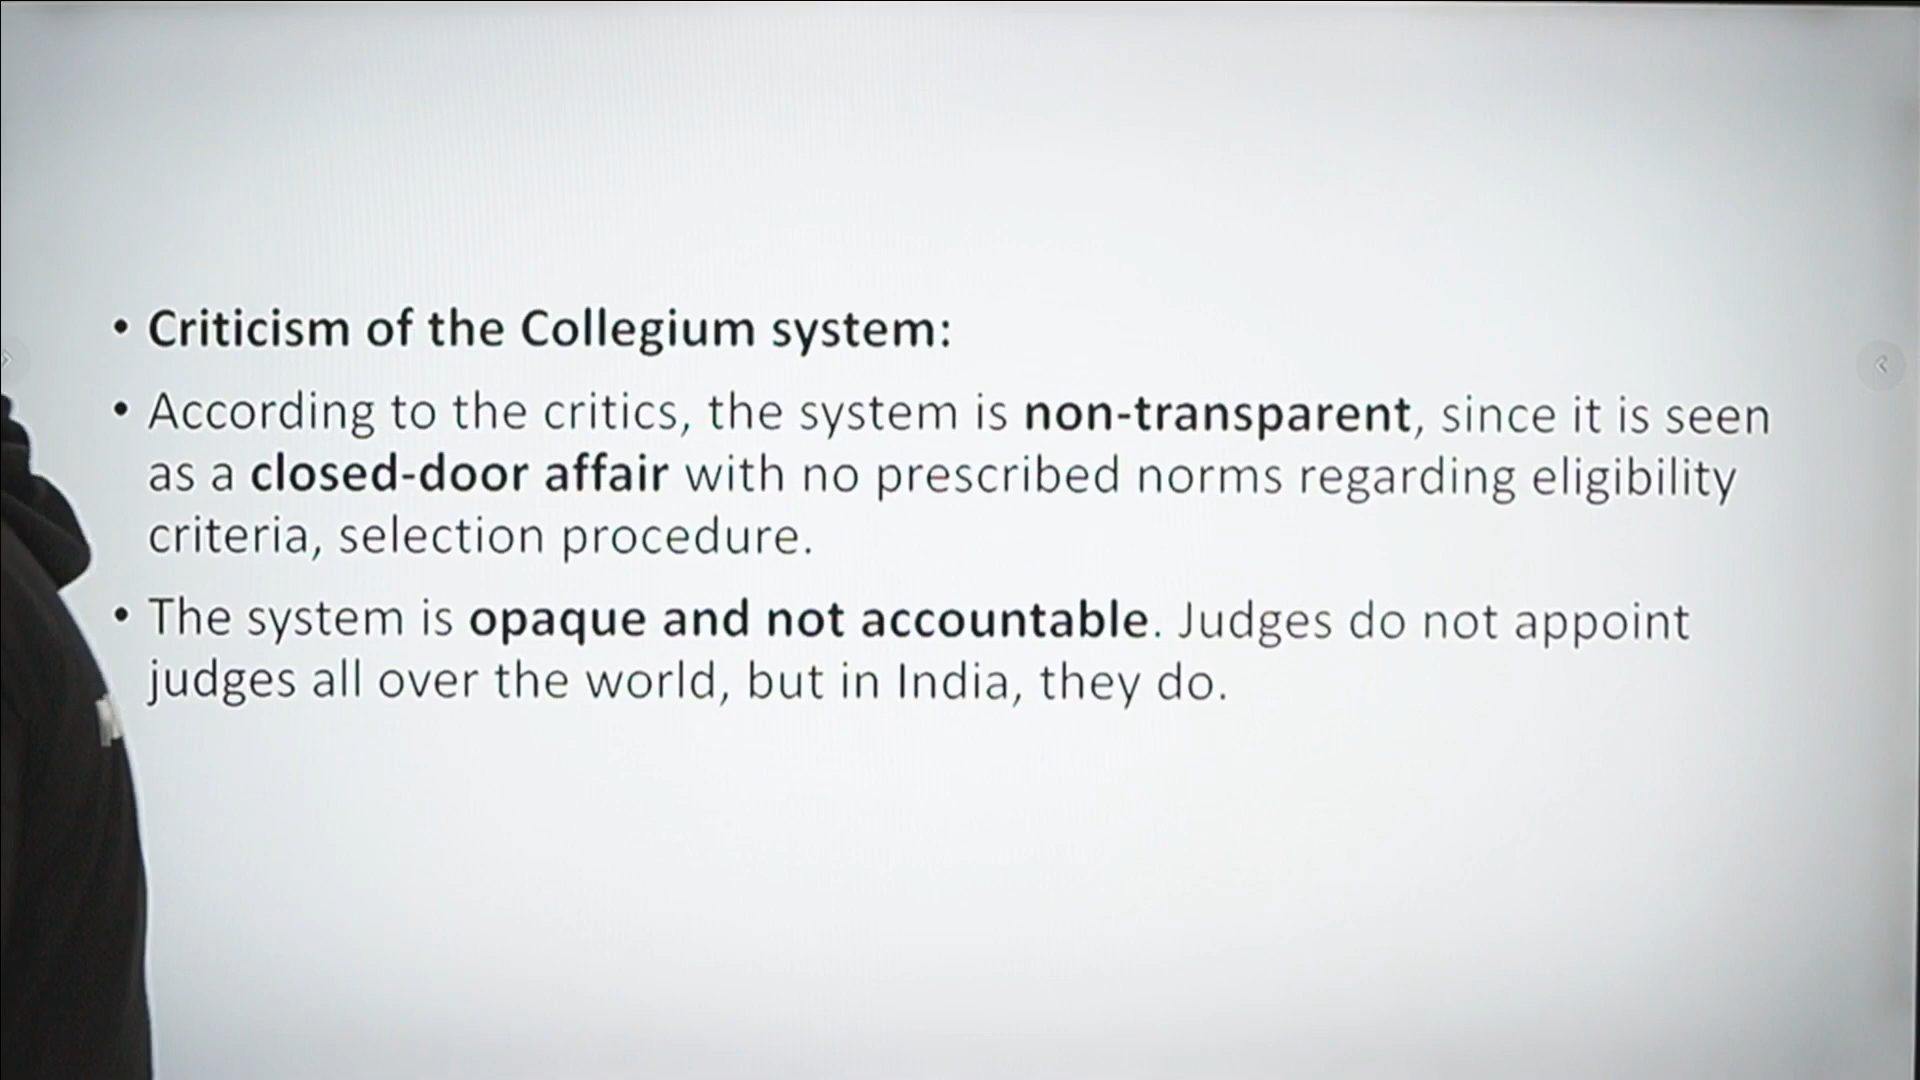 • Criticism of the Collegium system:
• According to the critics, the system is non-transparent, since it is seen
as a closed-door affair with no prescribed norms regarding eligibility
criteria, selection procedure.
• The system is opaque and not accountable. Judges do not appoint
judges all over the world, but in India, they do.